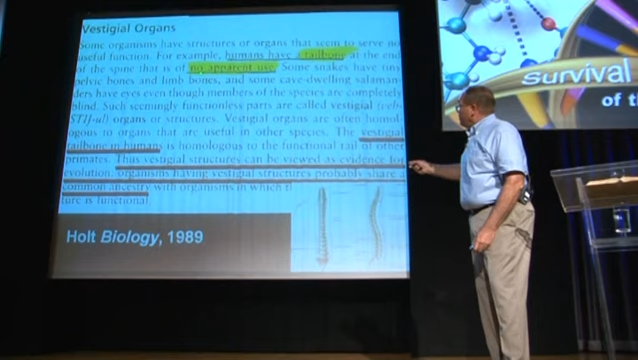 Vestigial Organs
Some organisms have structures or organs that seem to serve no
useful function. For example, humans have a tailbone at the end
of the spine that is of no apparent use. Some snakes have tiny
pelvic bones and limb bones, and some cave-dwelling salaman-
ders have eyes even though members of the species are completely
blind. Such seemingly functionless parts are called vestigial (veh-
STIJ-ul) organs or structures. Vestigial organs are often homol-
ogous to organs that are useful in other species. The vestigial
tailbone in humans is homologous to the functional tail of other
primates. Thus vestigial structures can be viewed as evidence for
evolution: organisms having vestigial structures probably share a
common ancestry with organisms in which t
ture is functional.
Holt Biology, 1989
Survival
of t